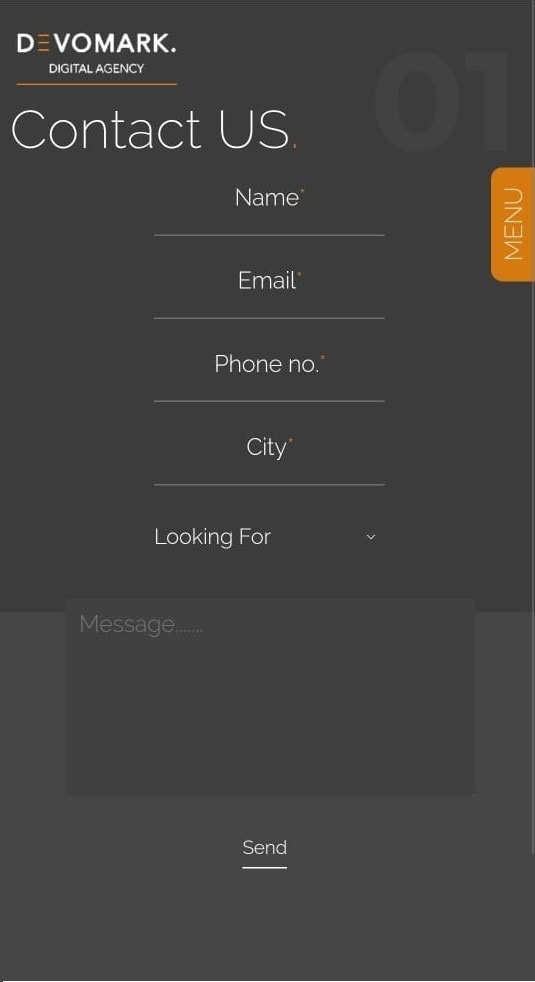 DEVOMARK.
DIGITAL AGENCY
01
Contact US.
MENU
Name*
Email*
Phone no.*
City*
Looking For
Message.......
Send